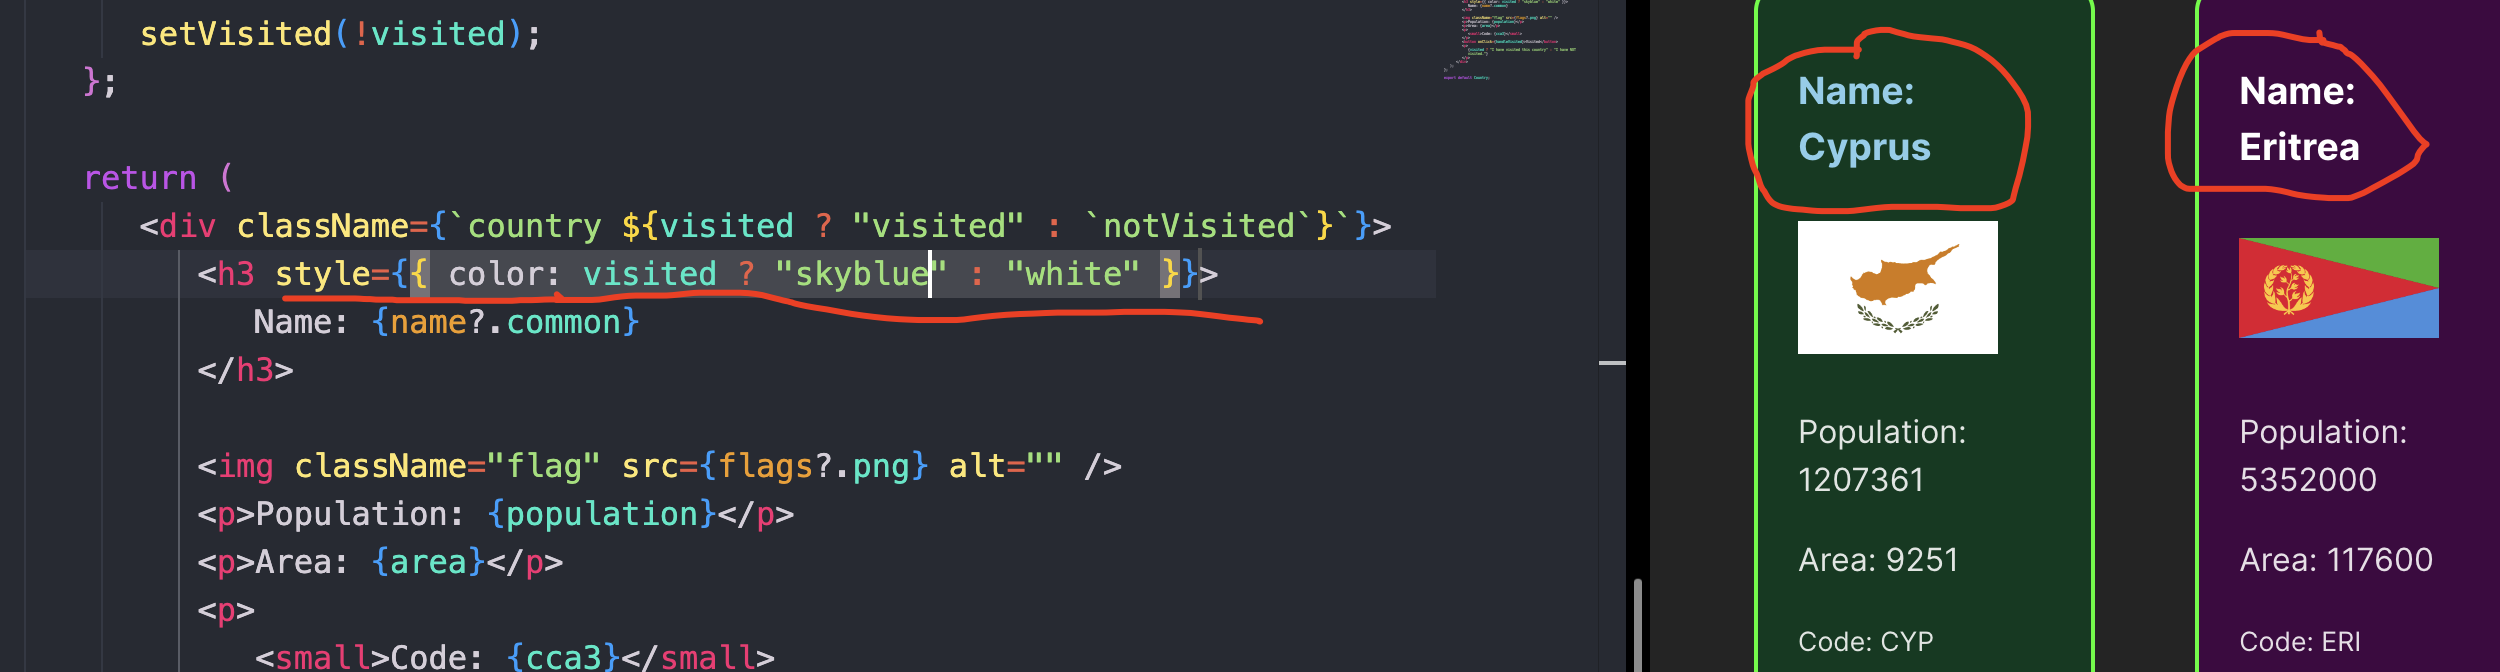 setVisited(!visited);
};
return (
<div className={`country ${visited ? "visited" : `notVisited`}`}>
<h3 style={{ color: visited ? "skyblue" : "white" }}>
Name: {name?.common}
</h3>
<img className="flag" src={flags?.png} alt="" />
<p>Population: {population}</p>
<p>Area: {area}</p>
<p>
<small>Code: {cca3}</small>
Name:
Cyprus
Population:
1207361
Area: 9251
Code: CYP
Name:
Eritrea
Population:
5352000
Area: 117600
Code: ERI